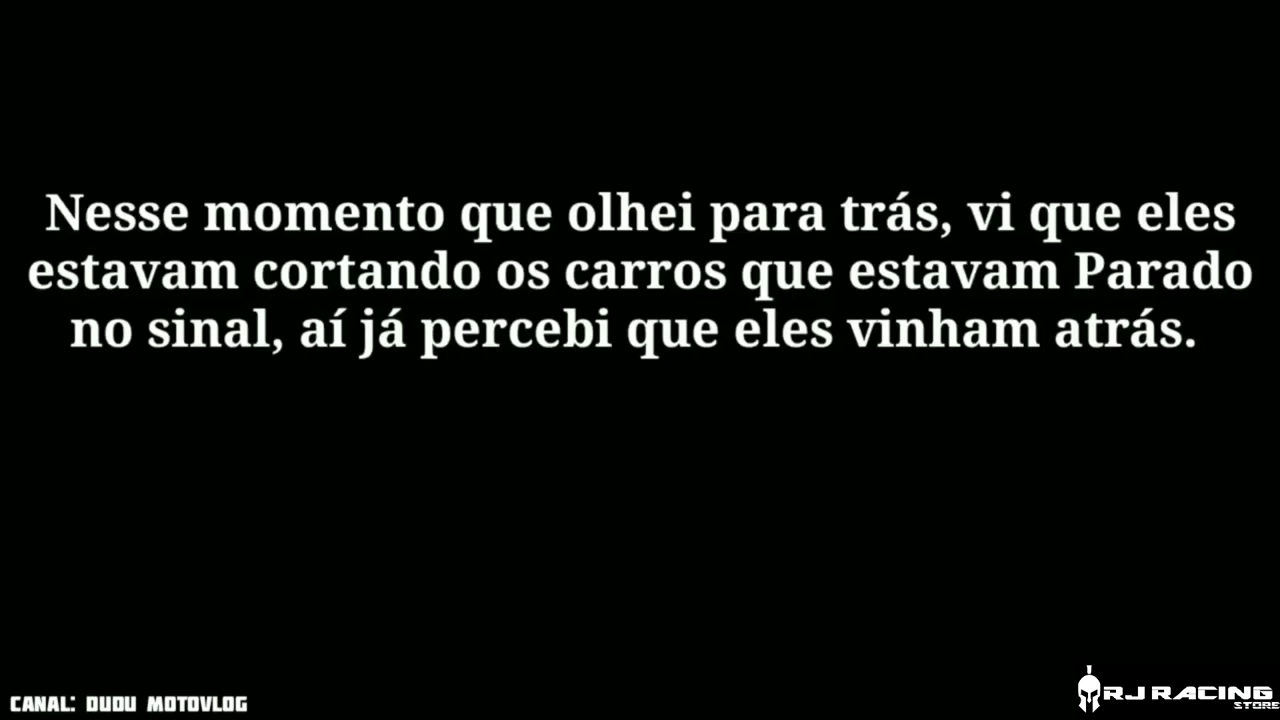 Nesse momento que olhei para trás, vi que eles
estavam cortando os carros que estavam Parado
no sinal, aí já percebi que eles vinham atrás.
CANAL: DUDU MOTOVLOG
RJ RACING
STORE